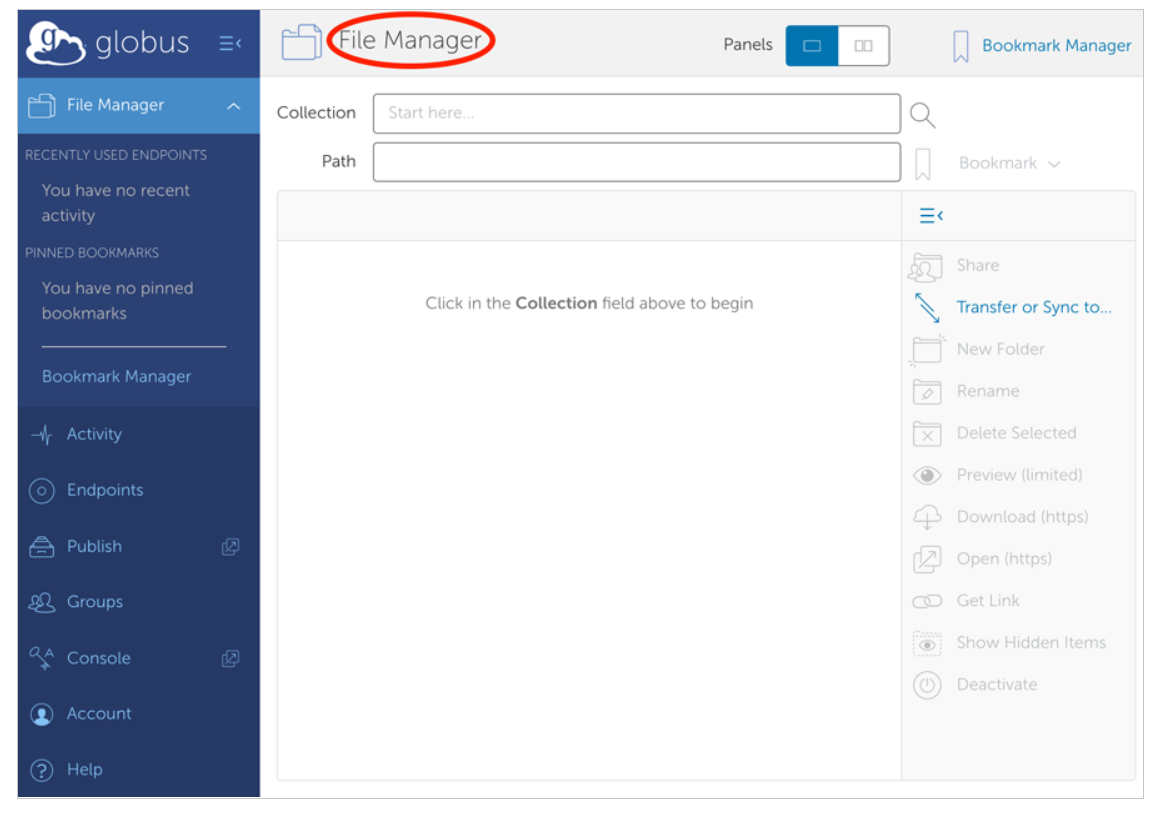 globus
File Manager
Panels
Bookmark Manager
File Manager
RECENTLY USED ENDPOINTS
You have no recent
activity
PINNED BOOKMARKS
You have no pinned
bookmarks
Bookmark Manager
Activity
Endpoints
Publish
Groups
Console
Account
Help
Collection
Start here...
Path
Bookmark
Click in the Collection field above to begin
Share
Transfer or Sync to...
New Folder
Rename
Delete Selected
Preview (limited)
Download (https)
Open (https)
Get Link
Show Hidden Items
Deactivate